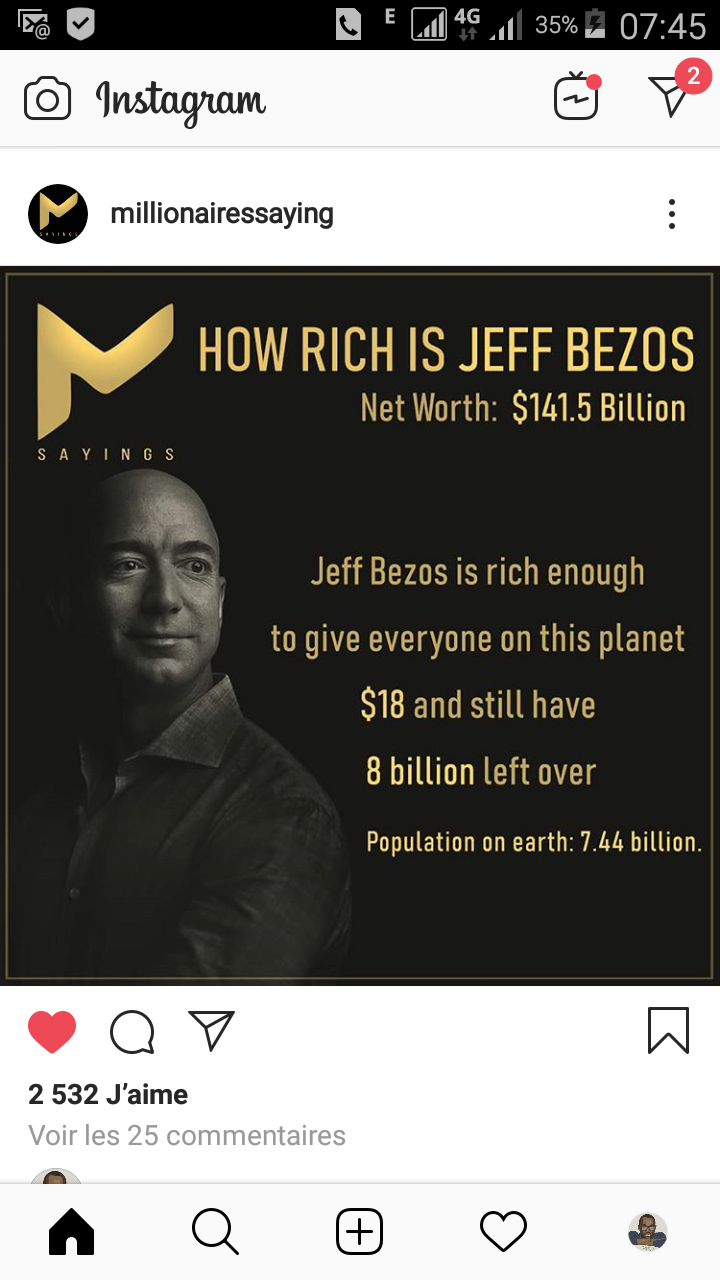 E 4G 35% 07:45
Instagram
2
millionairessaying
SAYINGS
HOW RICH IS JEFF BEZOS
Net Worth: $141.5 Billion
SAYINGS
Jeff Bezos is rich enough
to give everyone on this planet
$18 and still have
8 billion left over
Population on earth: 7.44 billion.
2 532 J’aime
Voir les 25 commentaires